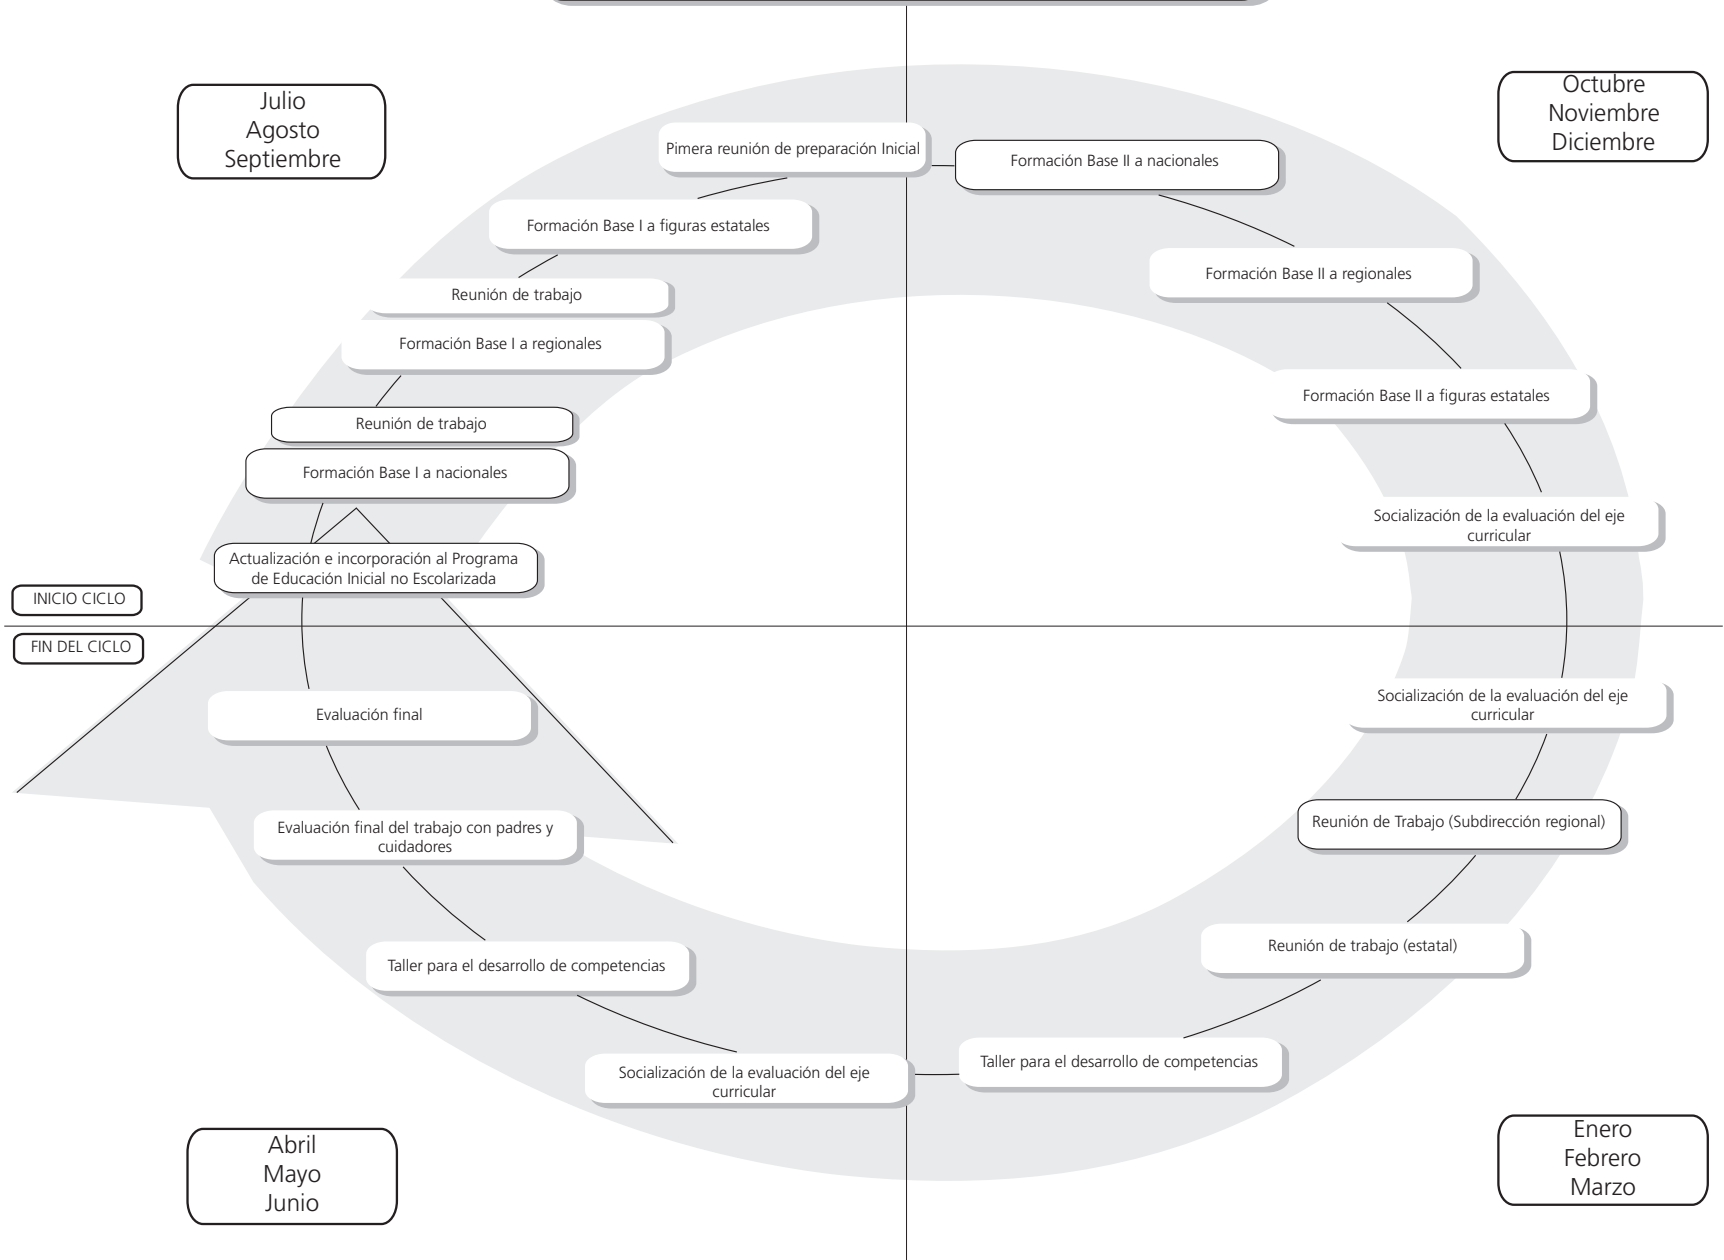 Julio
Agosto
Septiembre
Octubre
Noviembre
Diciembre
Pimera reunión de preparación Inicial
Formación Base II a nacionales
Formación Base I a figuras estatales
Formación Base II a regionales
Reunión de trabajo
Formación Base I a regionales
Formación Base II a figuras estatales
Reunión de trabajo
Formación Base I a nacionales
Socialización de la evaluación del eje
curricular
Actualización e incorporación al Programa
de Educación Inicial no Escolarizada
INICIO CICLO
FIN DEL CICLO
Socialización de la evaluación del eje
curricular
Evaluación final
Reunión de Trabajo (Subdirección regional)
Evaluación final del trabajo con padres y
cuidadores
Reunión de trabajo (estatal)
Taller para el desarrollo de competencias
Taller para el desarrollo de competencias
Socialización de la evaluación del eje
curricular
Abril
Mayo
Junio
Enero
Febrero
Marzo